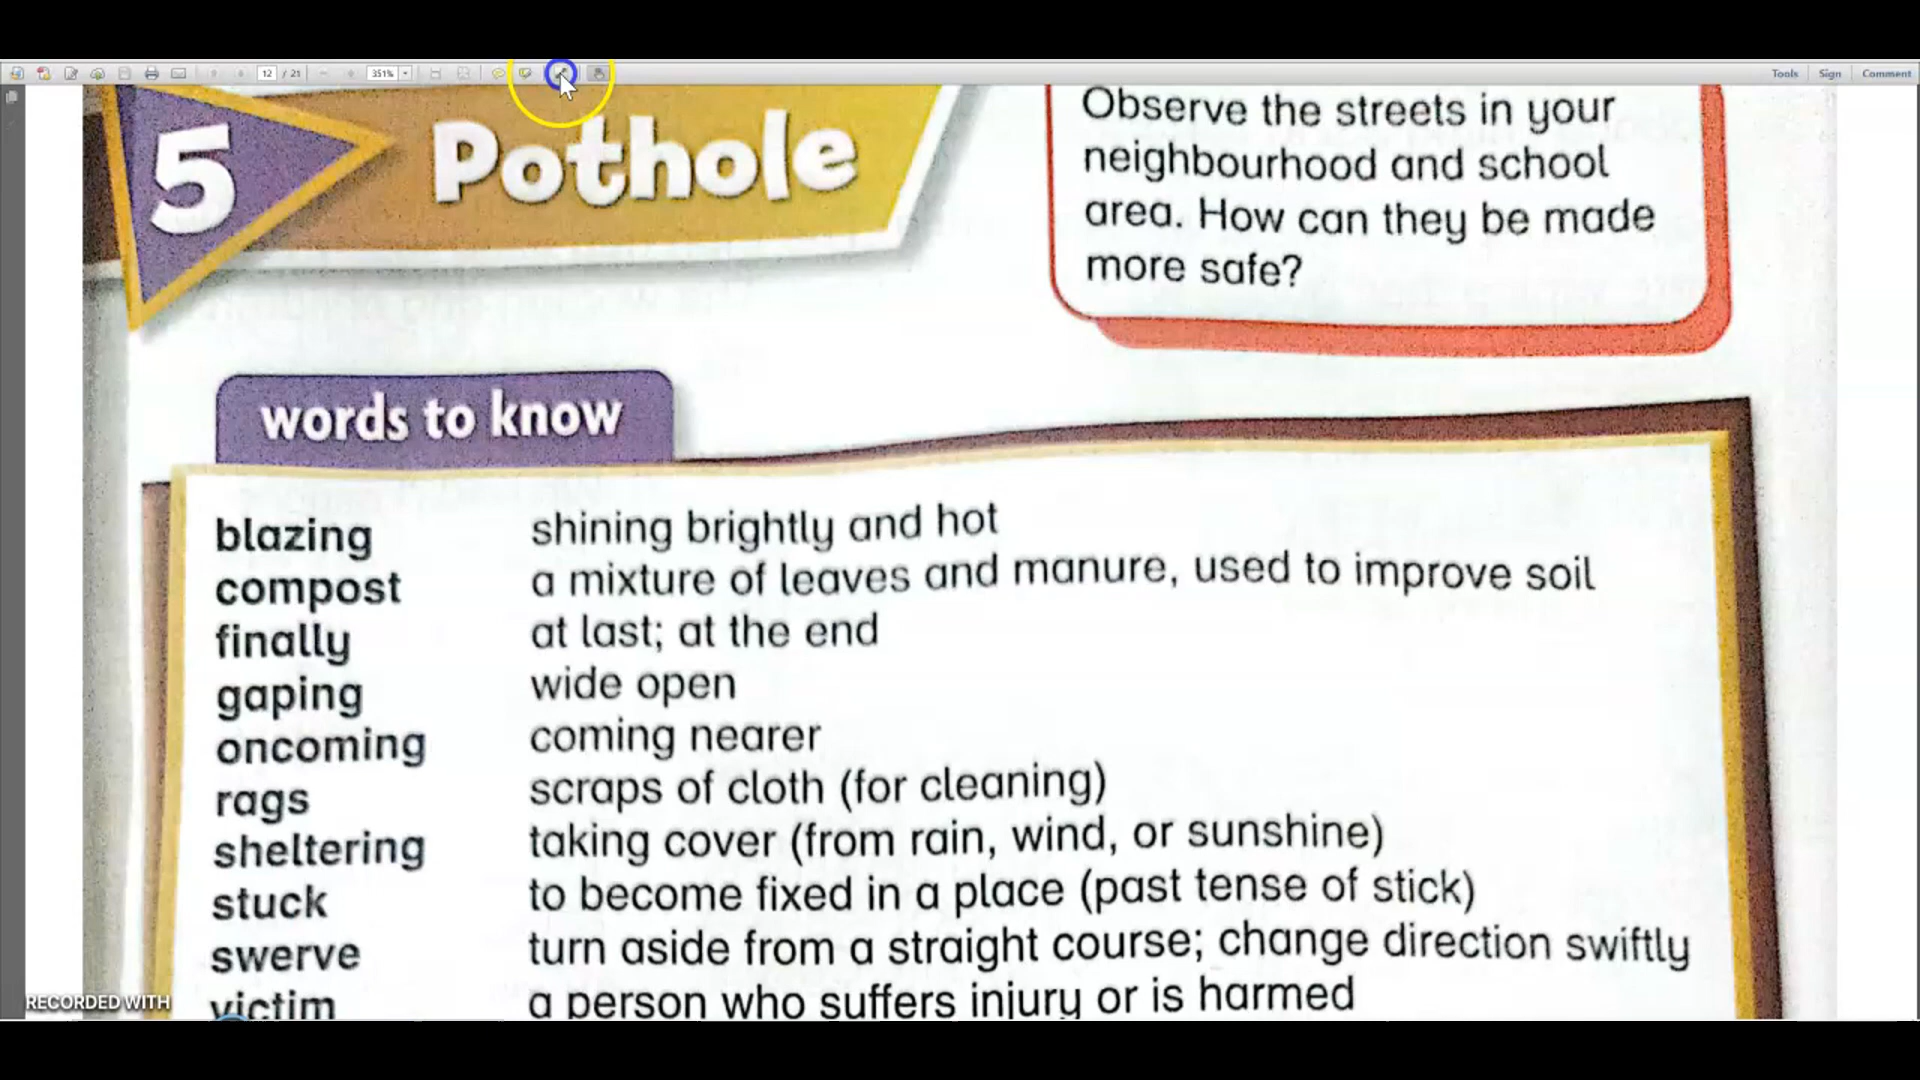 12 / 21
351%
Tools
Sign
Comment
5
Pothole
Observe the streets in your
neighbourhood and school
area. How can they be made
more safe?
words to know
blazing shining brightly and hot
compost a mixture of leaves and manure, used to improve soil
finally at last; at the end
gaping wide open
oncoming coming nearer
rags scraps of cloth (for cleaning)
sheltering taking cover (from rain, wind, or sunshine)
stuck to become fixed in a place (past tense of stick)
swerve turn aside from a straight course; change direction swiftly
victim a person who suffers injury or is harmed
RECORDED WITH